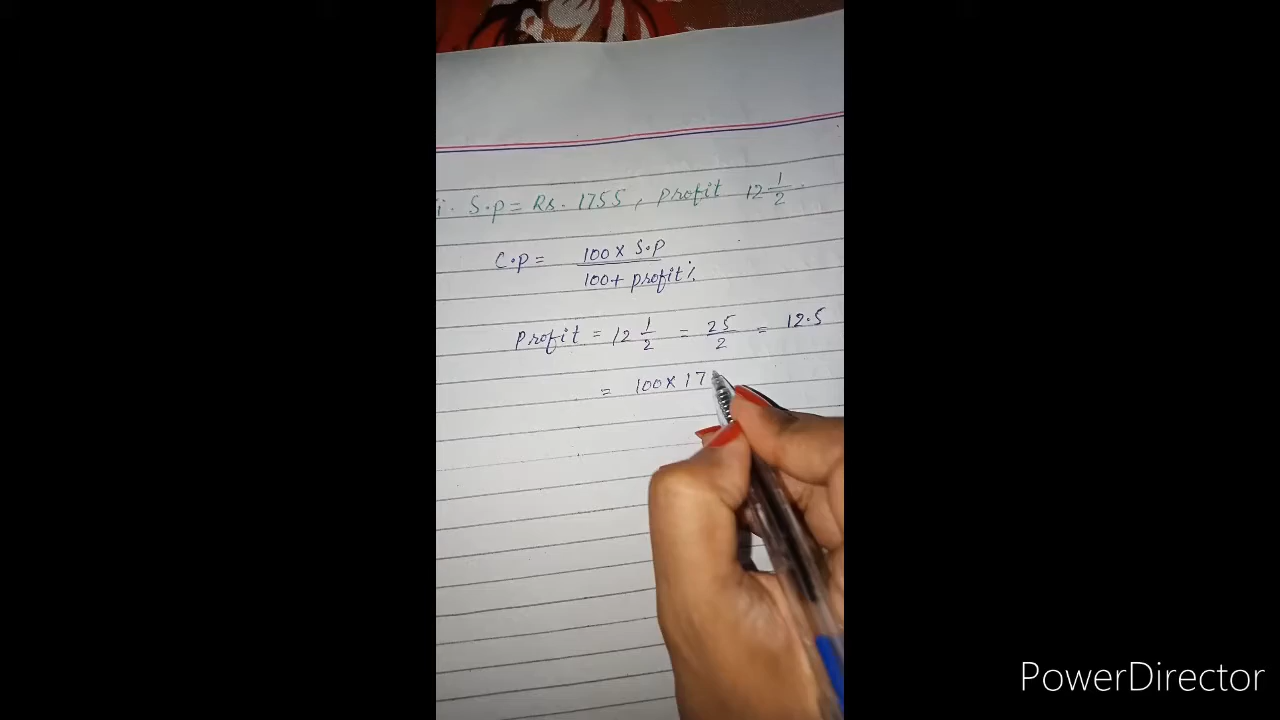 i. S.p = Rs. 1755, profit 12 1/2.
C.p = 100 x S.p / 100 + profit%
Profit = 12 1/2 = 25/2 = 12.5
= 100 x 17
PowerDirector